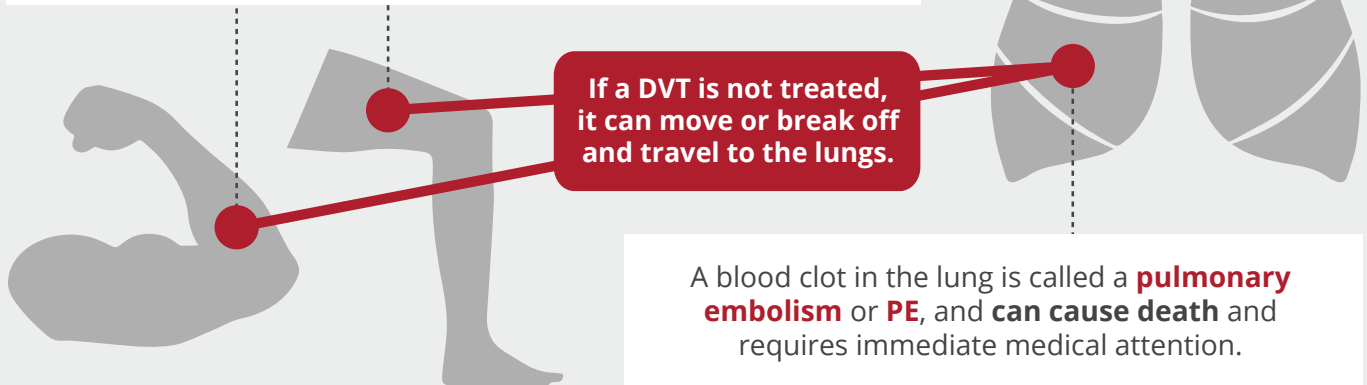 If a DVT is not treated,
it can move or break off
and travel to the lungs.
A blood clot in the lung is called a pulmonary
embolism or PE, and can cause death and
requires immediate medical attention.